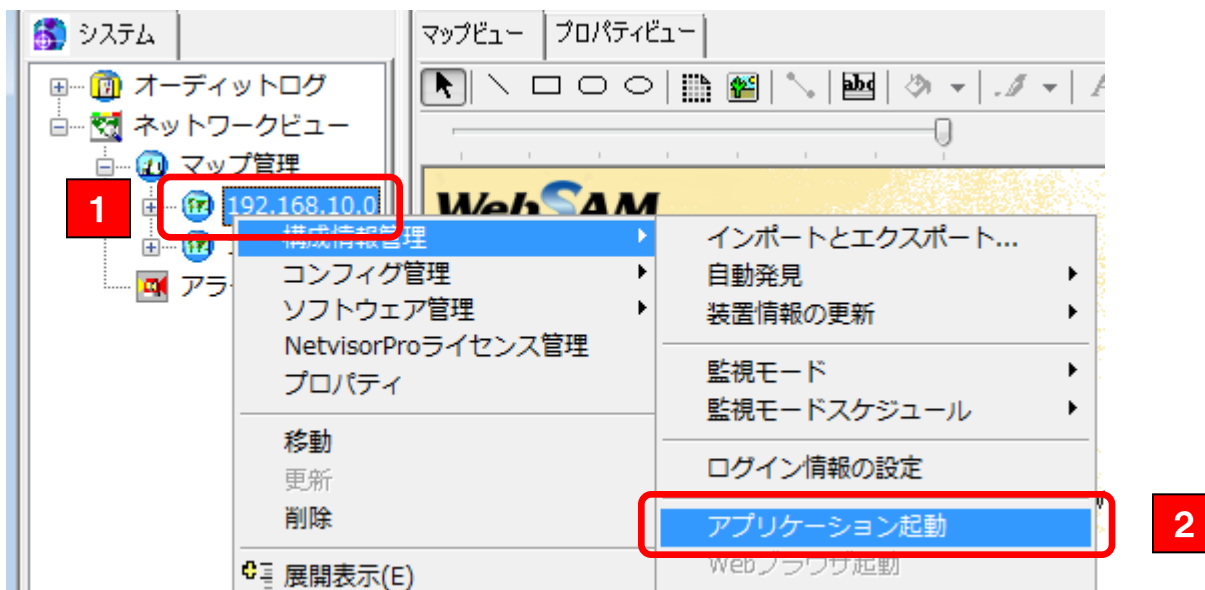 システム
マップビュー プロパティビュー
オーディットログ
ネットワークビュー
マップ管理
1
192.168.10.0
アラ
WebSAM
構成情報管理
コンフィグ管理
ソフトウェア管理
NetvisorProライセンス管理
プロパティ
移動
更新
削除
展開表示(E)
インポートとエクスポート...
自動発見
装置情報の更新
監視モード
監視モードスケジュール
ログイン情報の設定
アプリケーション起動
2
Webブラウザ起動